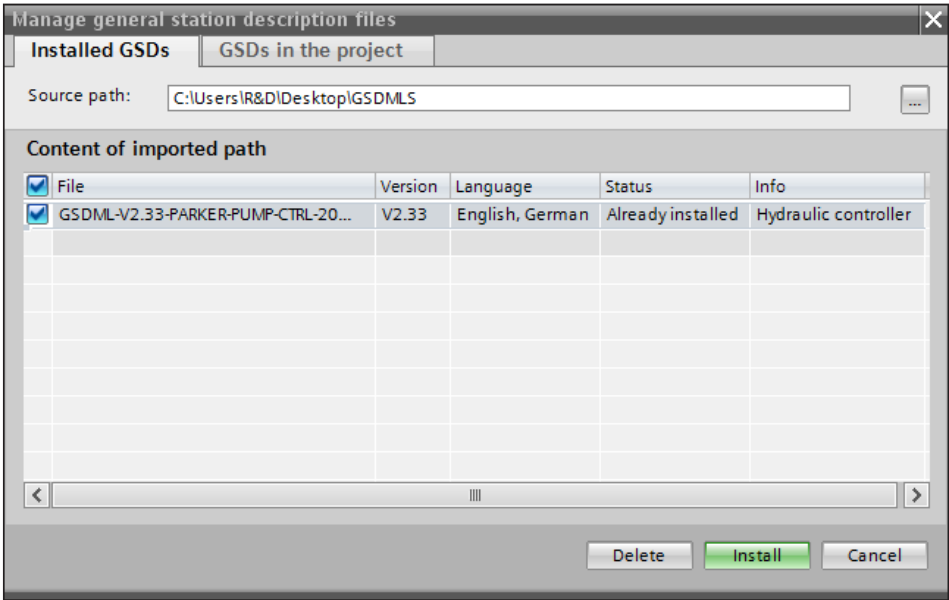 Manage general station description files
Installed GSDs
GSDs in the project
Source path: C:\Users\R&D\Desktop\GSDMLS ...
Content of imported path
File Version Language Status Info
GSDML-V2.33-PARKER-PUMP-CTRL-20... V2.33 English, German Already installed Hydraulic controller
Delete Install Cancel